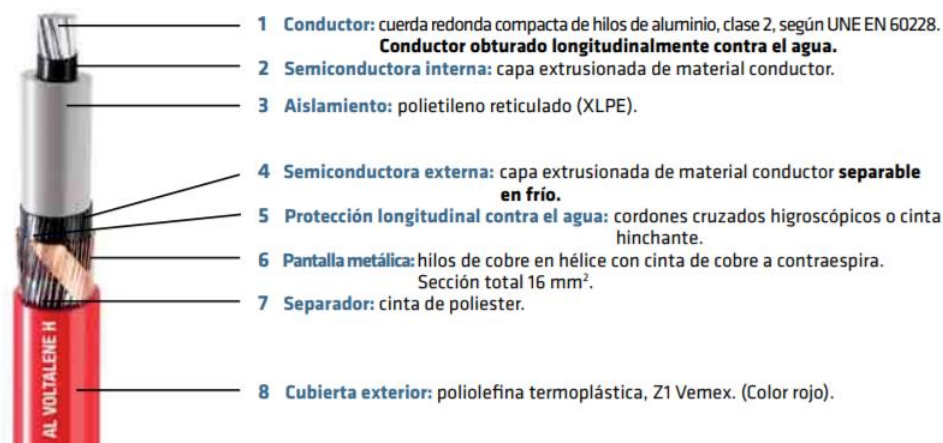 1 Conductor: cuerda redonda compacta de hilos de aluminio, clase 2, según UNE EN 60228.
Conductor obturado longitudinalmente contra el agua.
2 Semiconductora interna: capa extrusionada de material conductor.
3 Aislamiento: polietileno reticulado (XLPE).
4 Semiconductora externa: capa extrusionada de material conductor separable
en frío.
5 Protección longitudinal contra el agua: cordones cruzados higroscópicos o cinta
hinchante.
6 Pantalla metálica: hilos de cobre en hélice con cinta de cobre a contraespira.
Sección total 16 mm².
7 Separador: cinta de poliester.
8 Cubierta exterior: poliolefina termoplástica, Z1 Vemex. (Color rojo).
AL VOLTALENE H